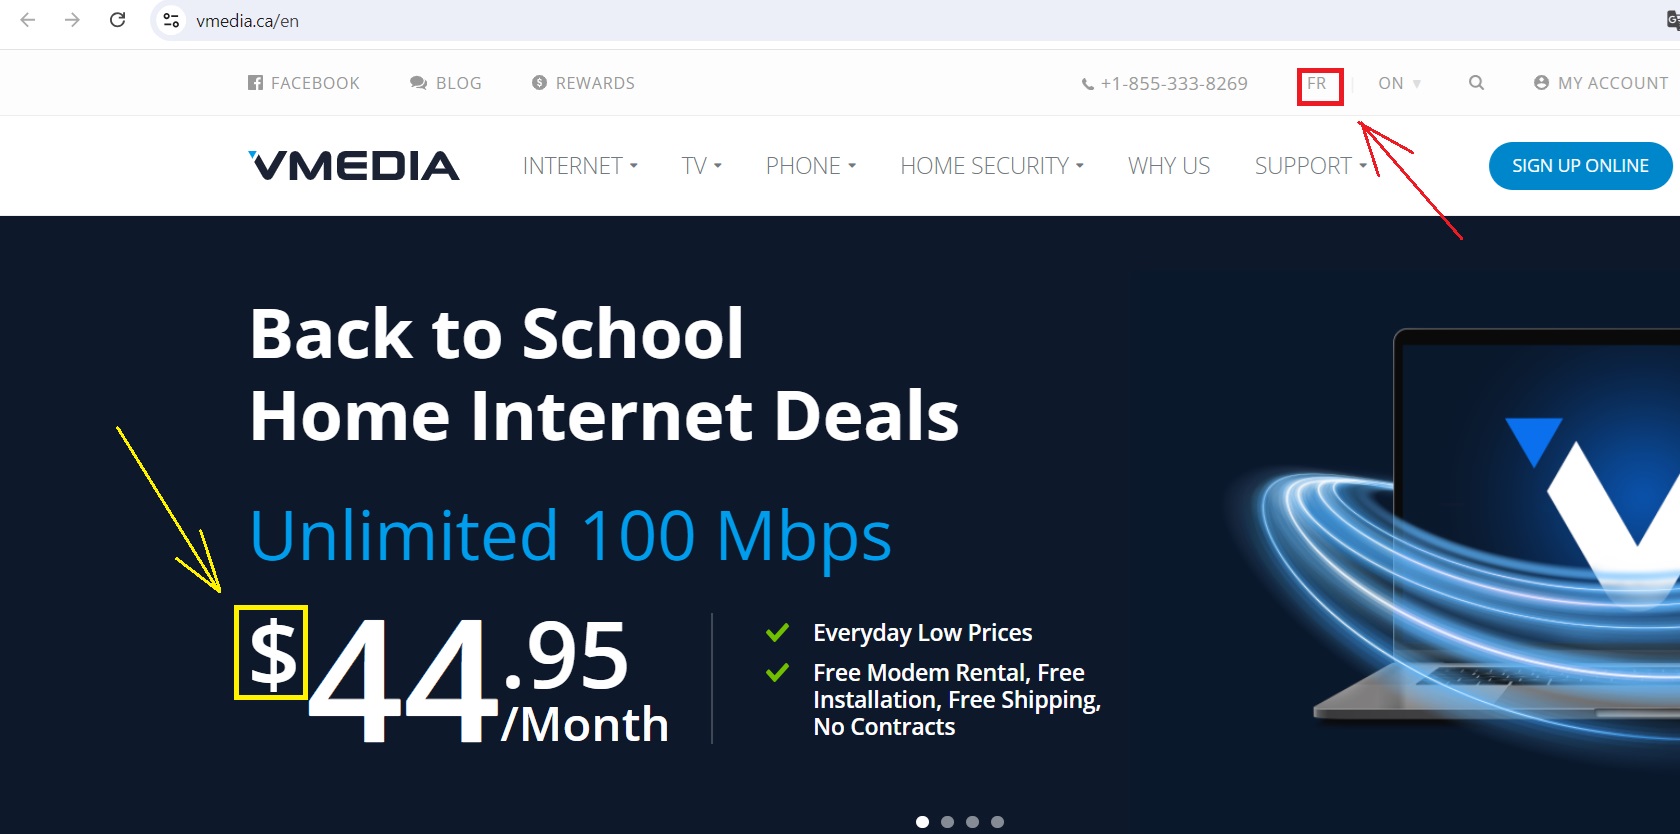 vmedia.ca/en
FACEBOOK BLOG REWARDS +1-855-333-8269 FR ON MY ACCOUNT
VMEDIA INTERNET TV PHONE HOME SECURITY WHY US SUPPORT SIGN UP ONLINE
Back to School
Home Internet Deals
Unlimited 100 Mbps
$44.95
/Month
Everyday Low Prices
Free Modem Rental, Free
Installation, Free Shipping,
No Contracts